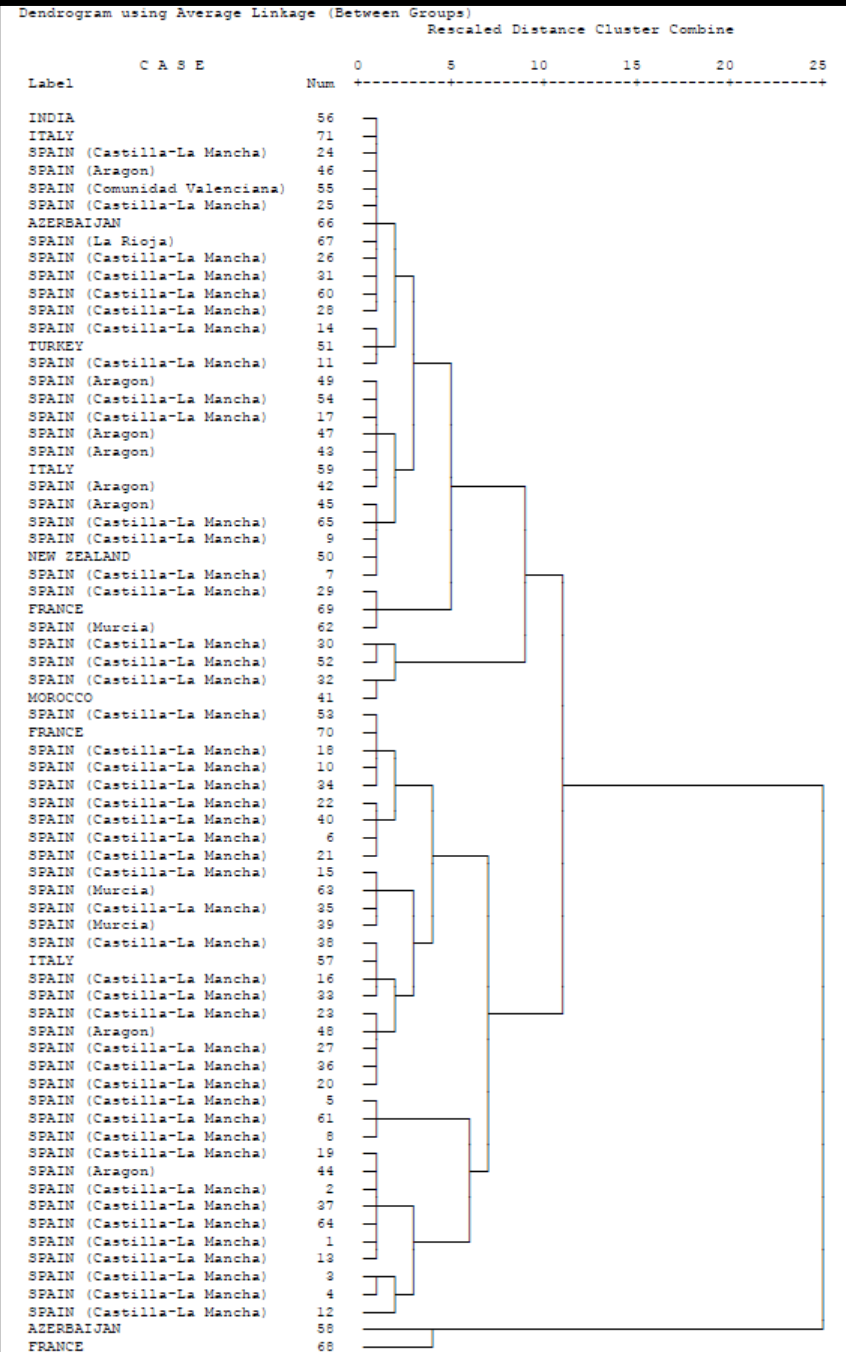 Dendrogram using Average Linkage (Between Groups)
Rescaled Distance Cluster Combine
C A S E 0 5 10 15 20 25
Label Num +---------+---------+---------+---------+---------+
INDIA 56
ITALY 71
SPAIN (Castilla-La Mancha) 24
SPAIN (Aragon) 46
SPAIN (Comunidad Valenciana) 55
SPAIN (Castilla-La Mancha) 25
AZERBAIJAN 66
SPAIN (La Rioja) 67
SPAIN (Castilla-La Mancha) 26
SPAIN (Castilla-La Mancha) 31
SPAIN (Castilla-La Mancha) 60
SPAIN (Castilla-La Mancha) 28
SPAIN (Castilla-La Mancha) 14
TURKEY 51
SPAIN (Castilla-La Mancha) 11
SPAIN (Aragon) 49
SPAIN (Castilla-La Mancha) 54
SPAIN (Castilla-La Mancha) 17
SPAIN (Aragon) 47
SPAIN (Aragon) 43
ITALY 59
SPAIN (Aragon) 42
SPAIN (Aragon) 45
SPAIN (Castilla-La Mancha) 65
SPAIN (Castilla-La Mancha) 9
NEW ZEALAND 50
SPAIN (Castilla-La Mancha) 7
SPAIN (Castilla-La Mancha) 29
FRANCE 69
SPAIN (Murcia) 62
SPAIN (Castilla-La Mancha) 30
SPAIN (Castilla-La Mancha) 52
SPAIN (Castilla-La Mancha) 32
MOROCCO 41
SPAIN (Castilla-La Mancha) 53
FRANCE 70
SPAIN (Castilla-La Mancha) 18
SPAIN (Castilla-La Mancha) 10
SPAIN (Castilla-La Mancha) 34
SPAIN (Castilla-La Mancha) 22
SPAIN (Castilla-La Mancha) 40
SPAIN (Castilla-La Mancha) 6
SPAIN (Castilla-La Mancha) 21
SPAIN (Castilla-La Mancha) 15
SPAIN (Murcia) 63
SPAIN (Castilla-La Mancha) 35
SPAIN (Murcia) 39
SPAIN (Castilla-La Mancha) 38
ITALY 57
SPAIN (Castilla-La Mancha) 16
SPAIN (Castilla-La Mancha) 33
SPAIN (Castilla-La Mancha) 23
SPAIN (Aragon) 48
SPAIN (Castilla-La Mancha) 27
SPAIN (Castilla-La Mancha) 36
SPAIN (Castilla-La Mancha) 20
SPAIN (Castilla-La Mancha) 5
SPAIN (Castilla-La Mancha) 61
SPAIN (Castilla-La Mancha) 8
SPAIN (Castilla-La Mancha) 19
SPAIN (Aragon) 44
SPAIN (Castilla-La Mancha) 2
SPAIN (Castilla-La Mancha) 37
SPAIN (Castilla-La Mancha) 64
SPAIN (Castilla-La Mancha) 1
SPAIN (Castilla-La Mancha) 13
SPAIN (Castilla-La Mancha) 3
SPAIN (Castilla-La Mancha) 4
SPAIN (Castilla-La Mancha) 12
AZERBAIJAN 58
FRANCE 68